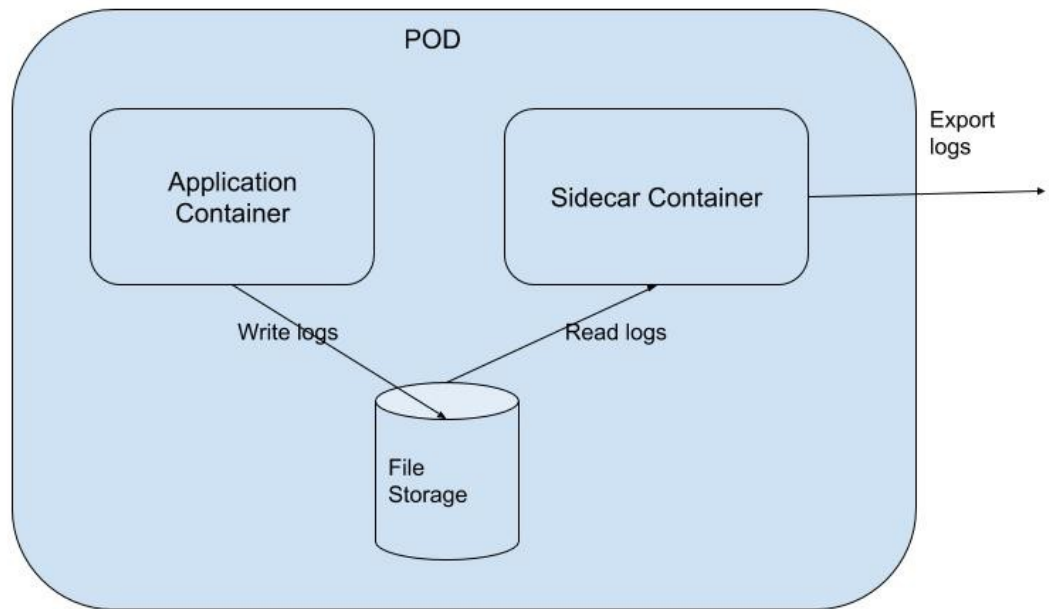 POD
Application
Container
Sidecar Container
Export
logs
Write logs
Read logs
File
Storage